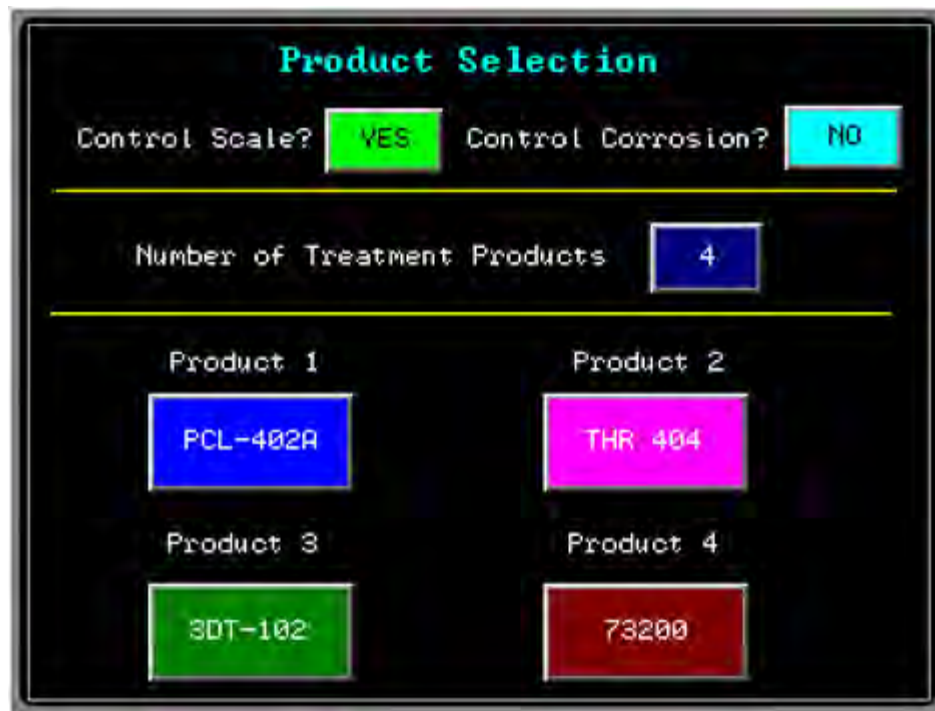 Product Selection
Control Scale? YES Control Corrosion? NO
Number of Treatment Products 4
Product 1 Product 2
PCL-402A THR 404
Product 3 Product 4
3DT-102 73200